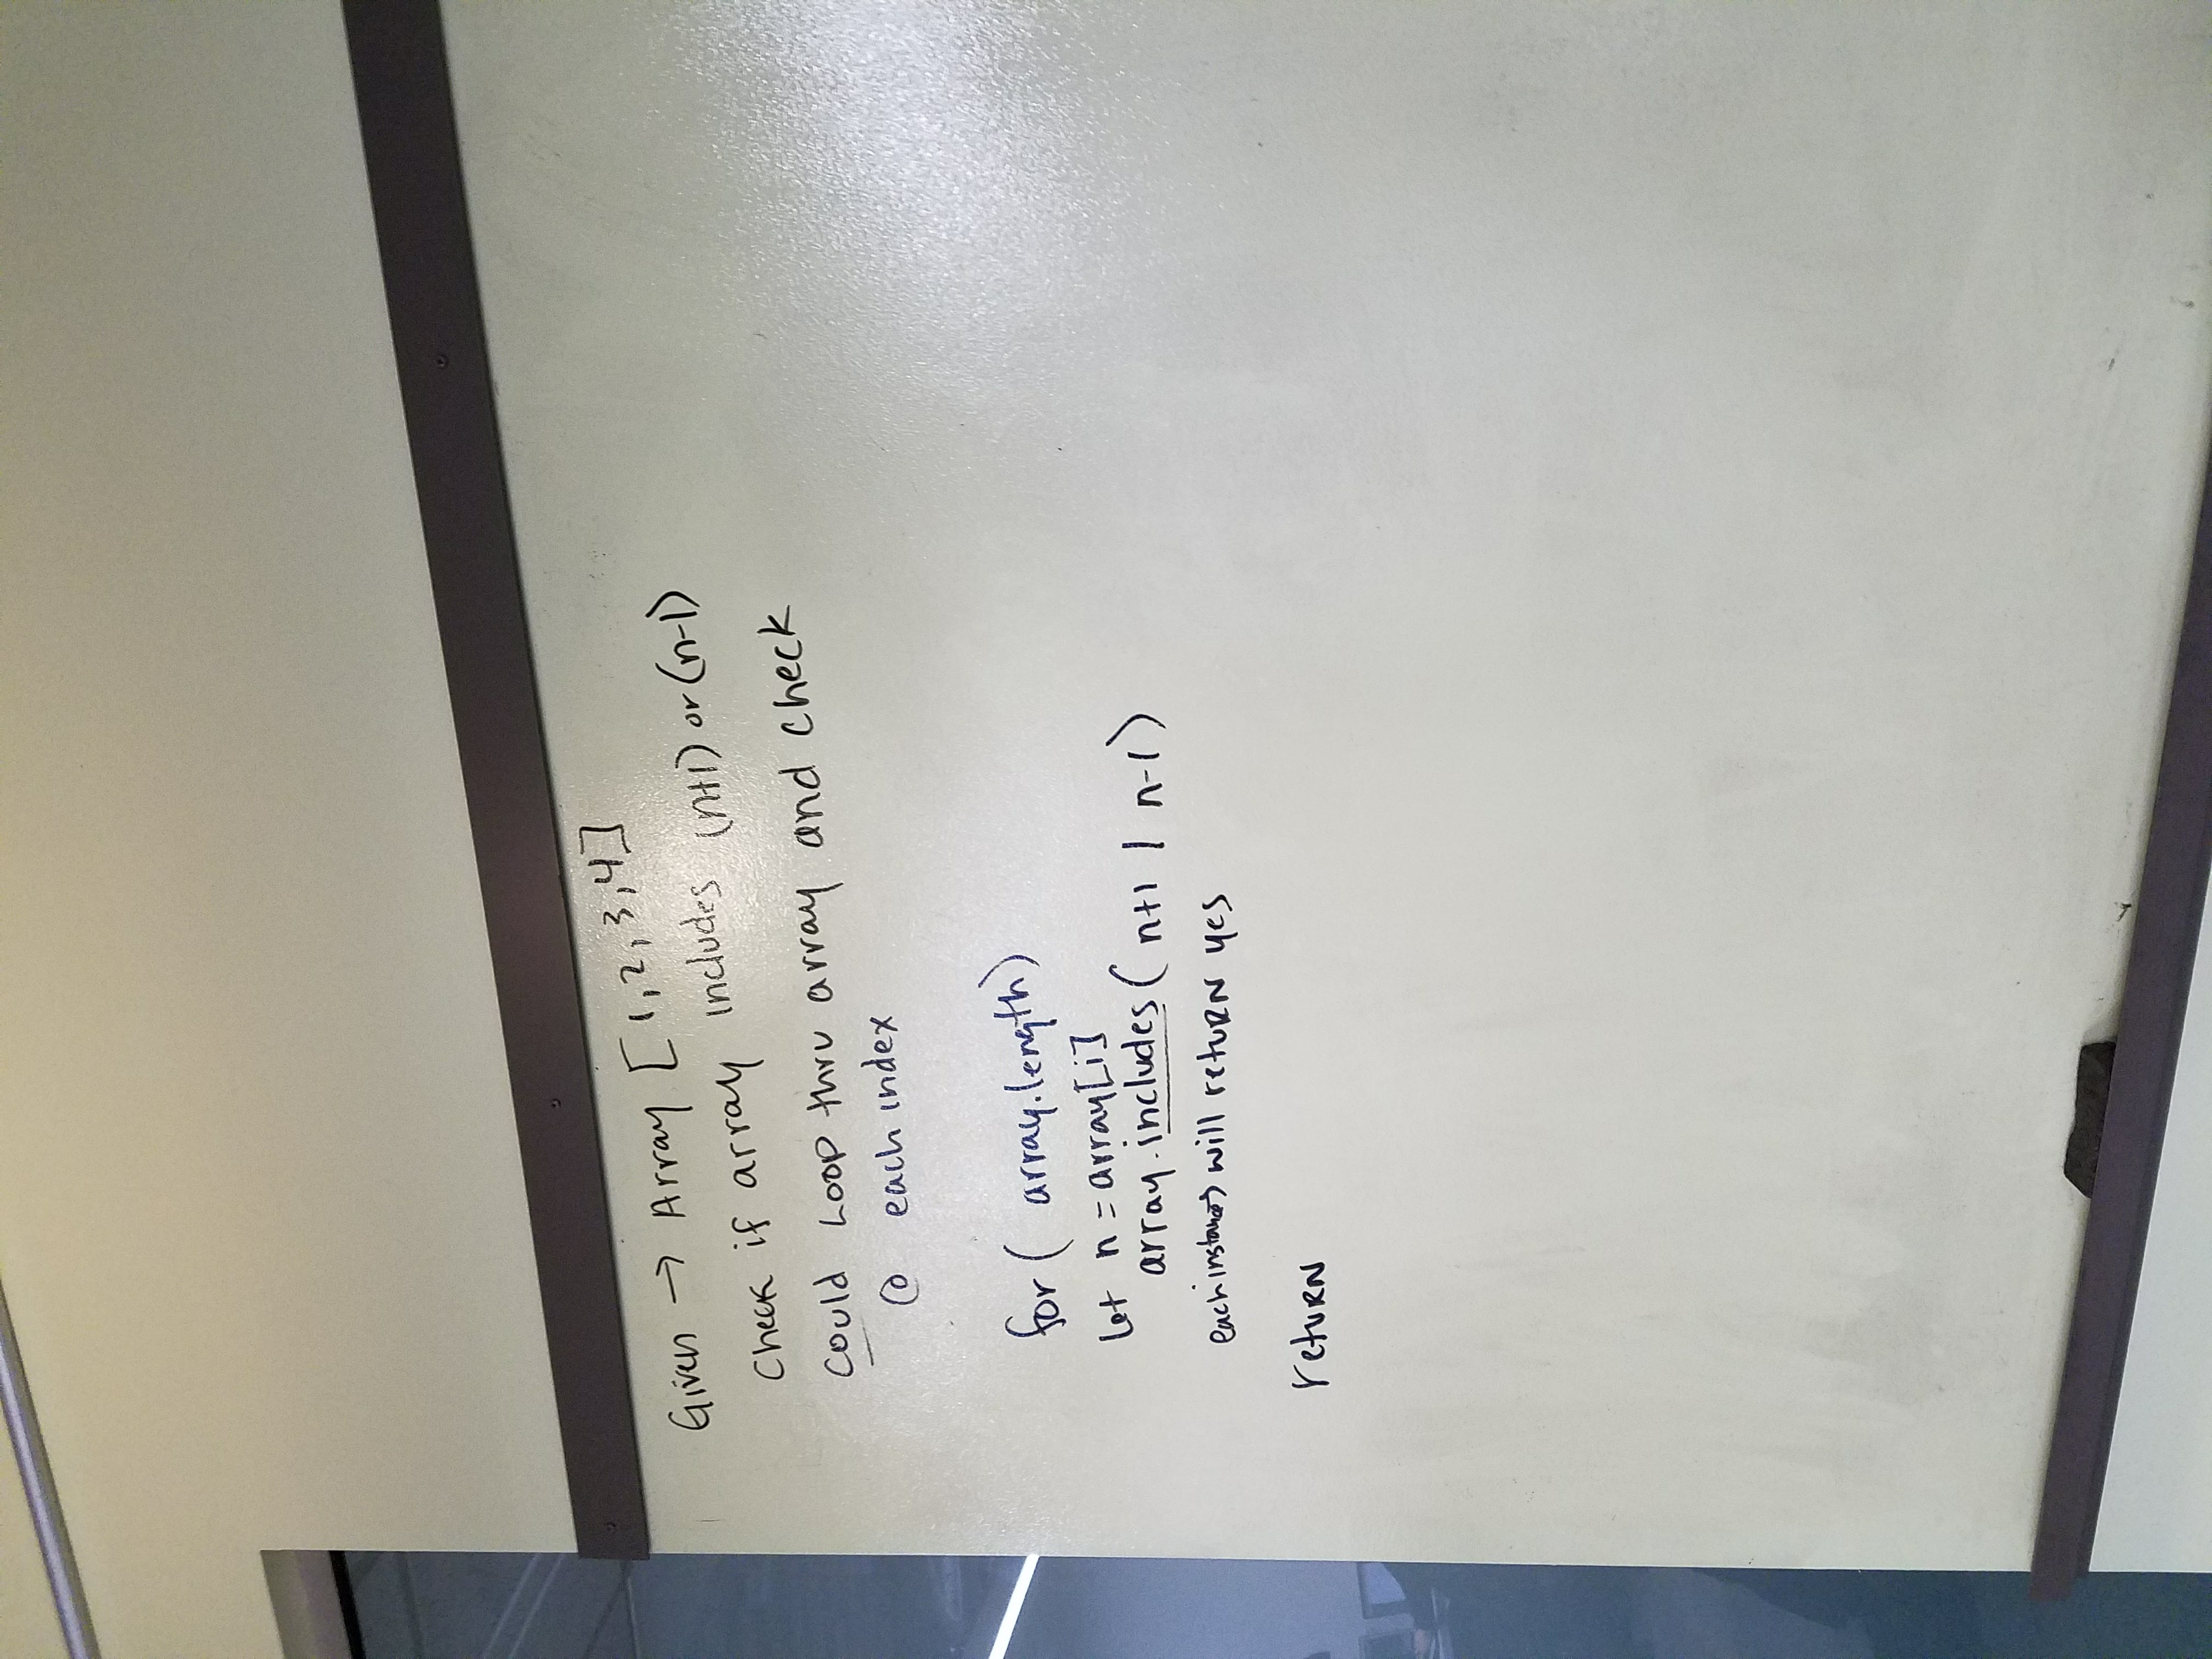 Given → Array [1,2,3,4]
Check if array includes (n+1) or (n-1)
Could Loop thru array and check
@ each index
for ( array.length)
Let n = array[i]
array.includes ( n+1 | n-1 )
each instances will return yes
return